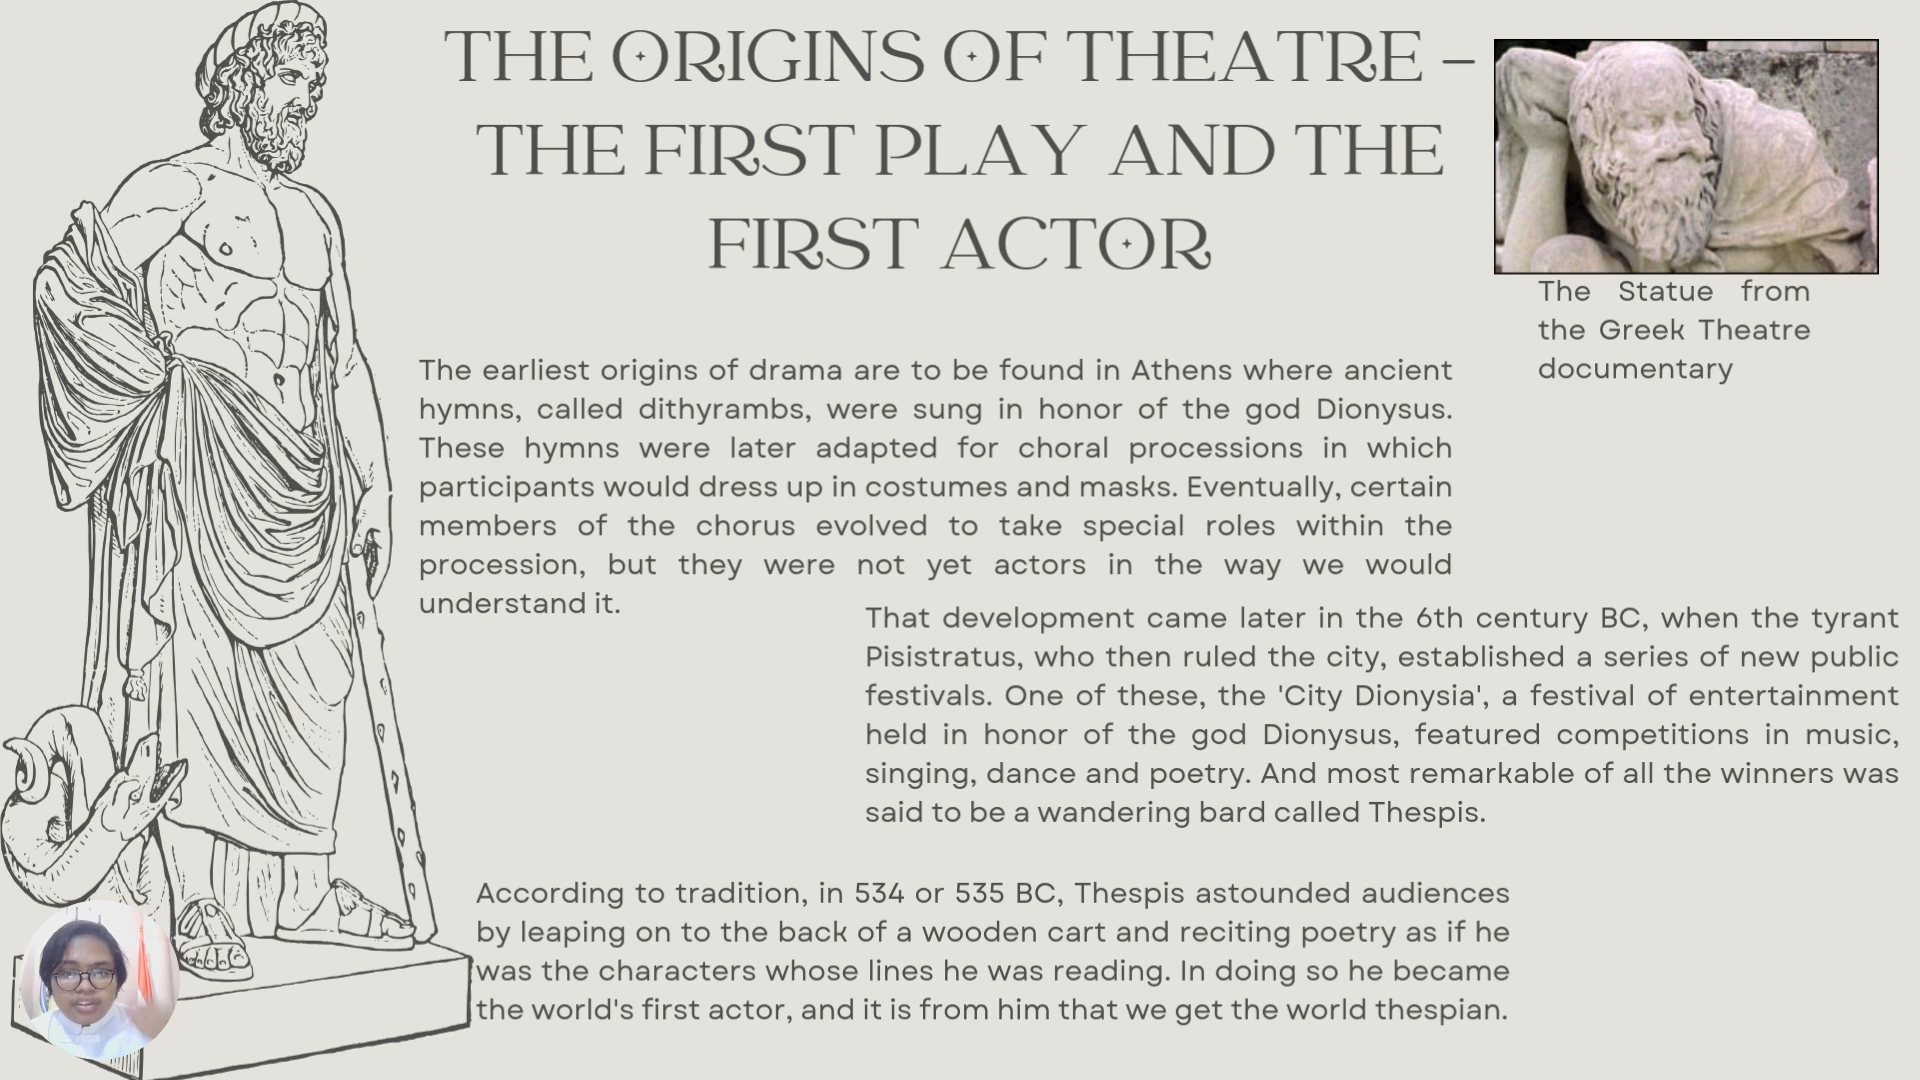 THE ORIGINS OF THEATRE –
THE FIRST PLAY AND THE
FIRST ACTOR
The Statue from
the Greek Theatre
documentary
The earliest origins of drama are to be found in Athens where ancient
hymns, called dithyrambs, were sung in honor of the god Dionysus.
These hymns were later adapted for choral processions in which
participants would dress up in costumes and masks. Eventually, certain
members of the chorus evolved to take special roles within the
procession, but they were not yet actors in the way we would
understand it.
That development came later in the 6th century BC, when the tyrant
Pisistratus, who then ruled the city, established a series of new public
festivals. One of these, the 'City Dionysia', a festival of entertainment
held in honor of the god Dionysus, featured competitions in music,
singing, dance and poetry. And most remarkable of all the winners was
said to be a wandering bard called Thespis.
According to tradition, in 534 or 535 BC, Thespis astounded audiences
by leaping on to the back of a wooden cart and reciting poetry as if he
was the characters whose lines he was reading. In doing so he became
the world's first actor, and it is from him that we get the world thespian.